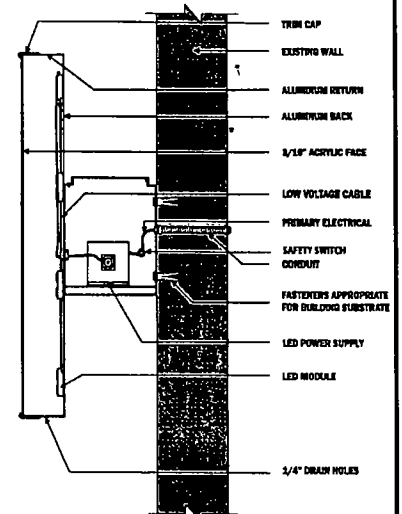 TRIM CAP
EXISTING WALL
ALUMINUM RETURN
ALUMINUM BACK
3/16" ACRYLIC FACE
LOW VOLTAGE CABLE
PRIMARY ELECTRICAL
SAFETY SWITCH
CONDUIT
FASTENERS APPROPRIATE
FOR BUILDING SUBSTRATE
LED POWER SUPPLY
LED MODULE
1/4" DRAIN HOLES